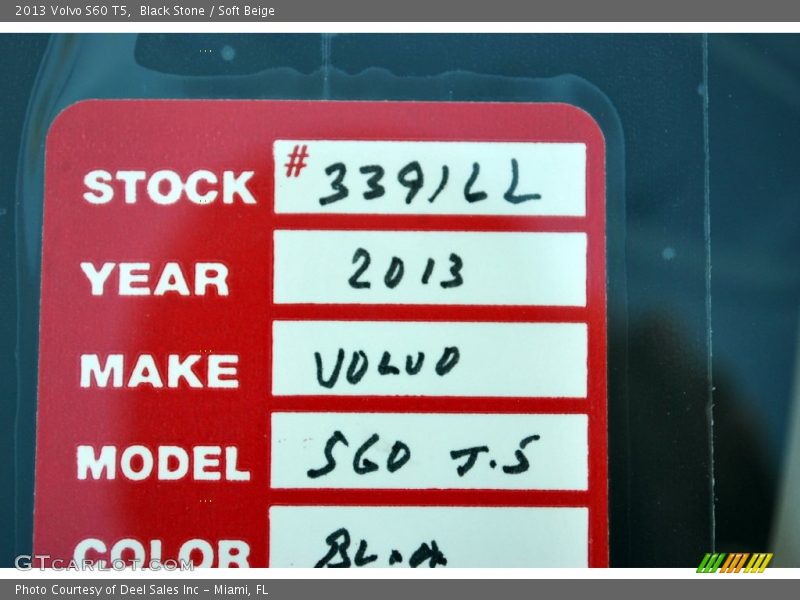 2013 Volvo S60 T5,  Black Stone / Soft Beige
STOCK # 3391LL
YEAR 2013
MAKE VOLVO
MODEL S60 T.5
COLOR
GTCARLOT.COM
Photo Courtesy of Deel Sales Inc – Miami, FL